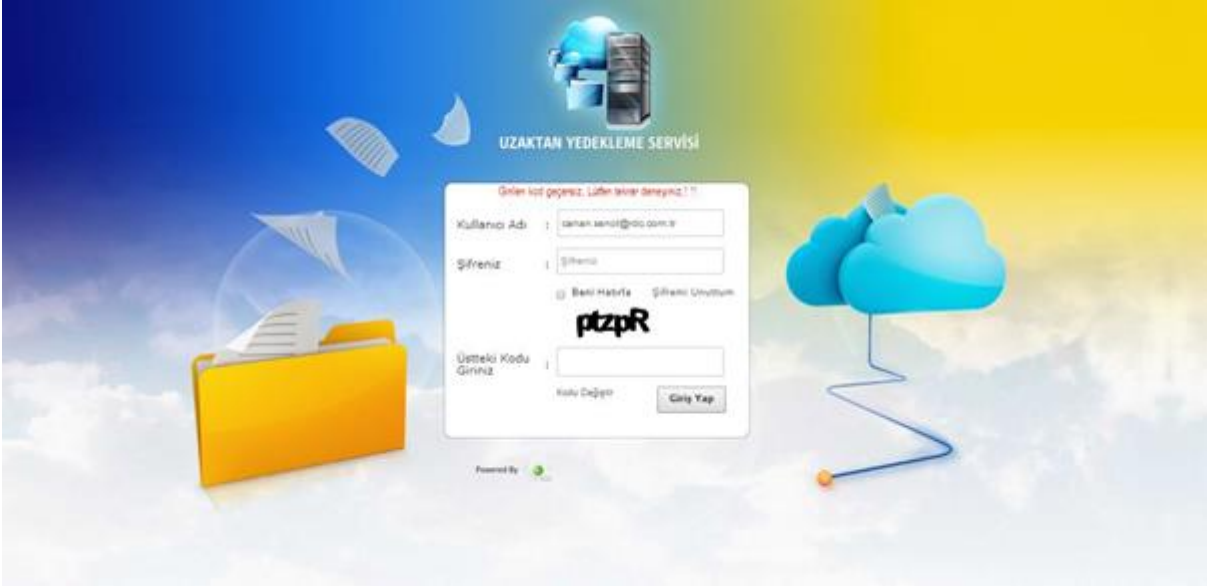 UZAKTAN YEDEKLEME SERVİSİ
Girilen kod geçersiz. Lütfen tekrar deneyiniz.! !!
Kullanıcı Adı :
Şifreniz : Şifreniz
Beni Hatırla Şifremi Unuttum
ptzpR
Üstteki Kodu
Giriniz :
Kodu Değiştir Giriş Yap
Powered By